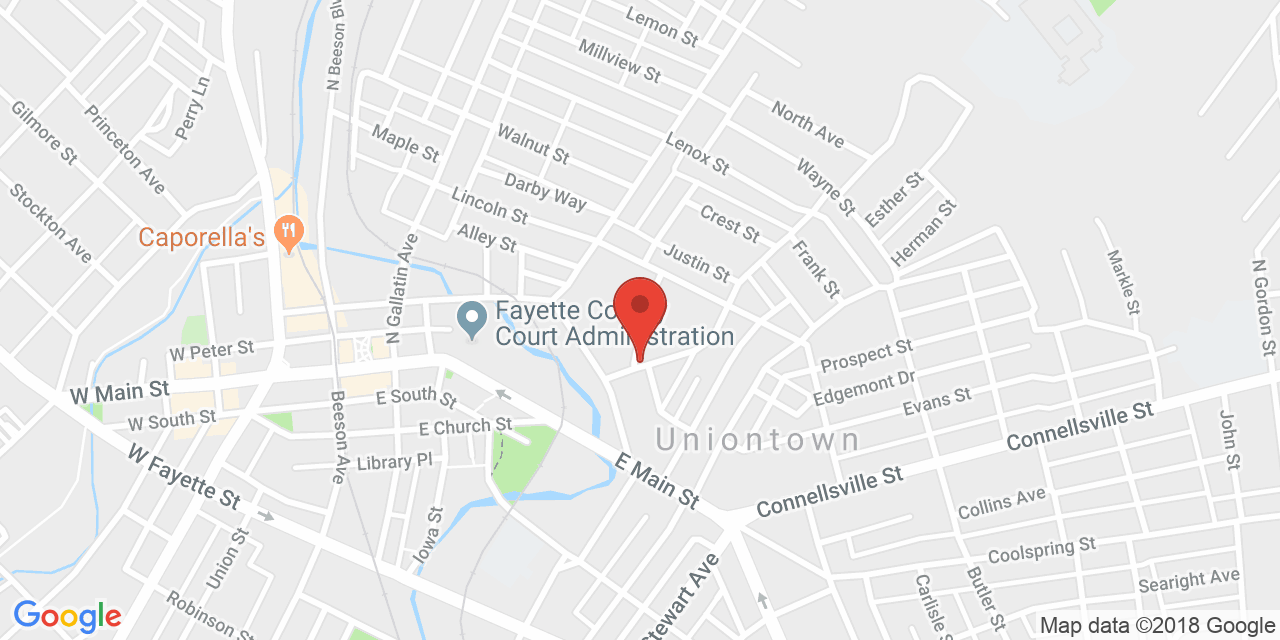 Lemon St
Millview St
N Beeson Blv
Perry Ln
Gilmore St
Princeton Ave
North Ave
Maple St
Walnut St
Lenox St
Wayne St
Esther St
Stockton Ave
Darby Way
Lincoln St
Crest St
Herman St
Caporella's
Alley St
Justin St
Frank St
Markle St
N Gallatin Ave
N Gordon St
Fayette Co
Court Administration
W Peter St
Prospect St
W Main St
Edgemont Dr
E South St
Evans St
W South St
Beeson Ave
E Church St
Connellsville St
John St
Uniontown
Library Pl
W Fayette St
E Main St
Connellsville St
Collins Ave
Iowa St
Union St
Coolspring St
Stewart Ave
Searight Ave
Robinson St
Carlisle St
Butler St
Google
Map data ©2018 Google